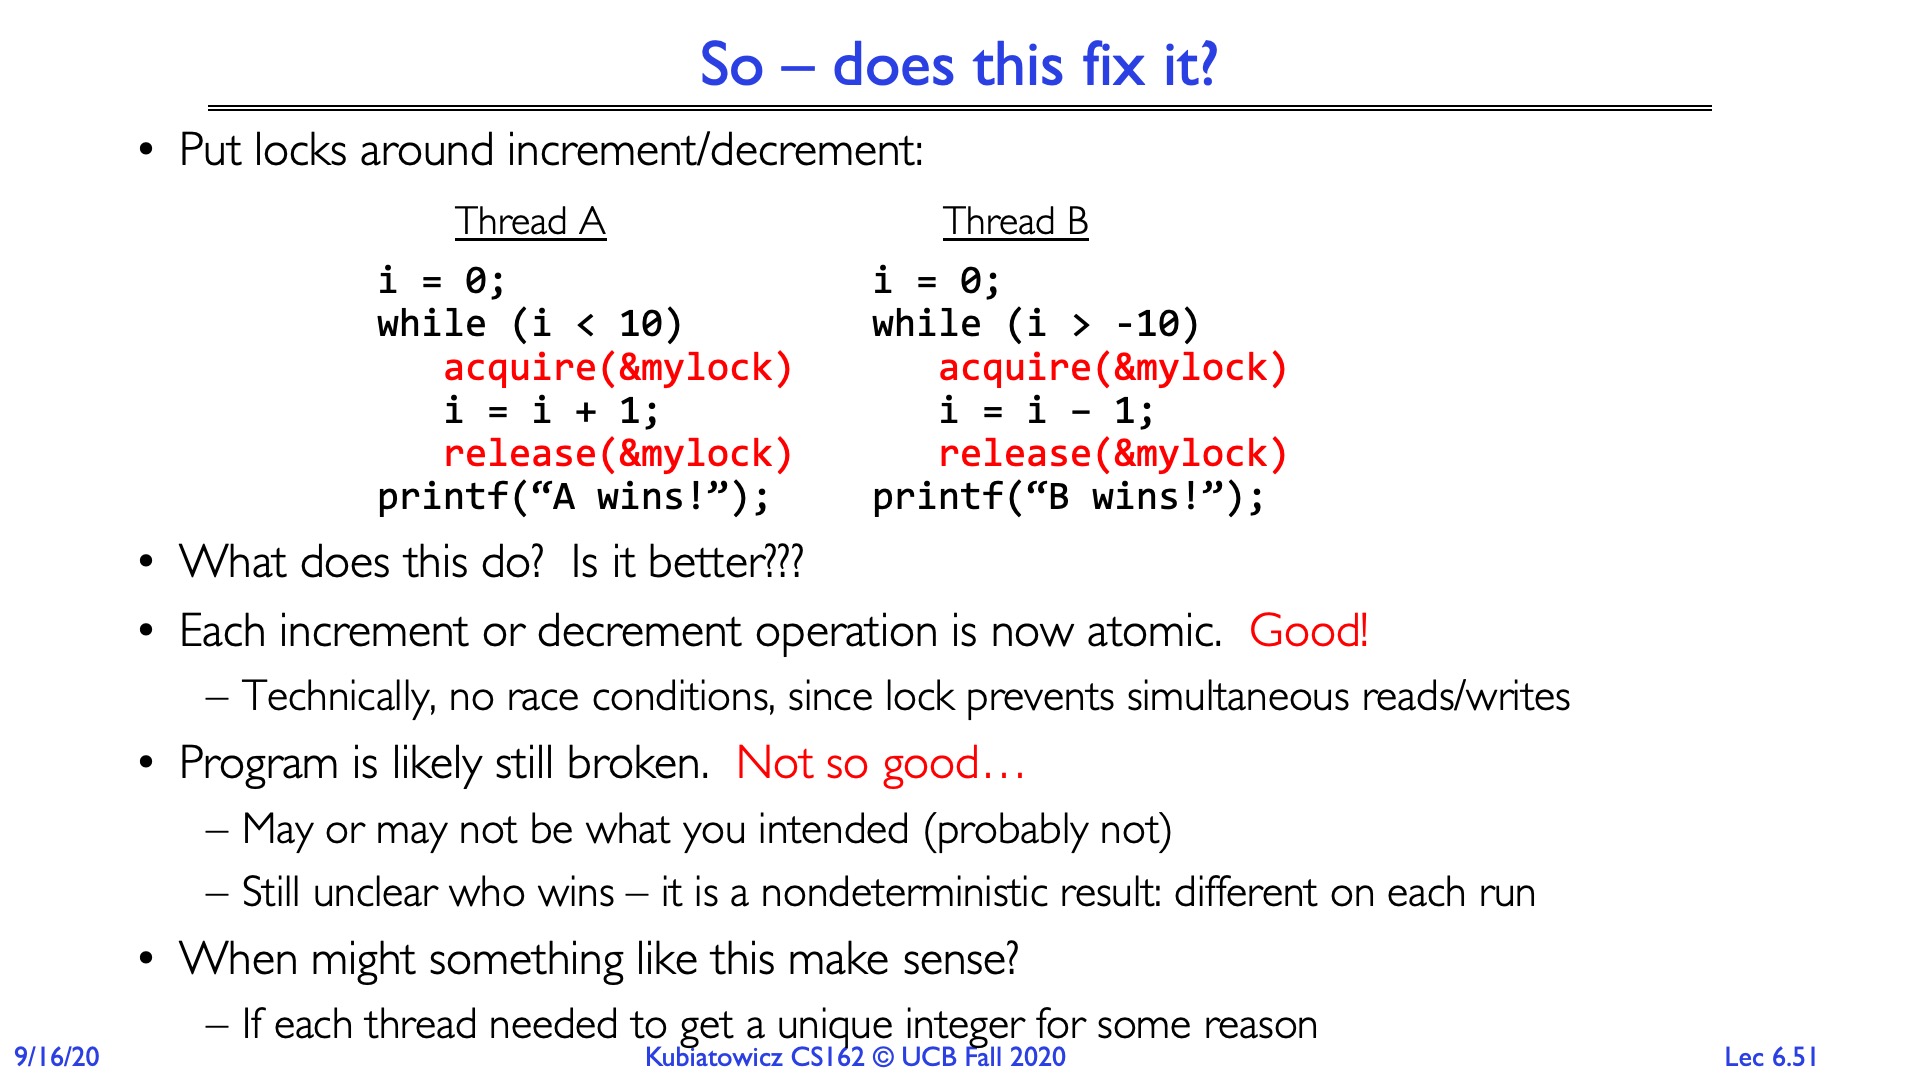 So – does this fix it?
• Put locks around increment/decrement:
Thread A Thread B
i = 0; i = 0;
while (i < 10) while (i > -10)
acquire(&mylock) acquire(&mylock)
i = i + 1; i = i – 1;
release(&mylock) release(&mylock)
printf(“A wins!”); printf(“B wins!”);
• What does this do? Is it better???
• Each increment or decrement operation is now atomic. Good!
– Technically, no race conditions, since lock prevents simultaneous reads/writes
• Program is likely still broken. Not so good…
– May or may not be what you intended (probably not)
– Still unclear who wins – it is a nondeterministic result: different on each run
• When might something like this make sense?
– If each thread needed to get a unique integer for some reason
9/16/20 Kubiatowicz CS162 © UCB Fall 2020 Lec 6.51